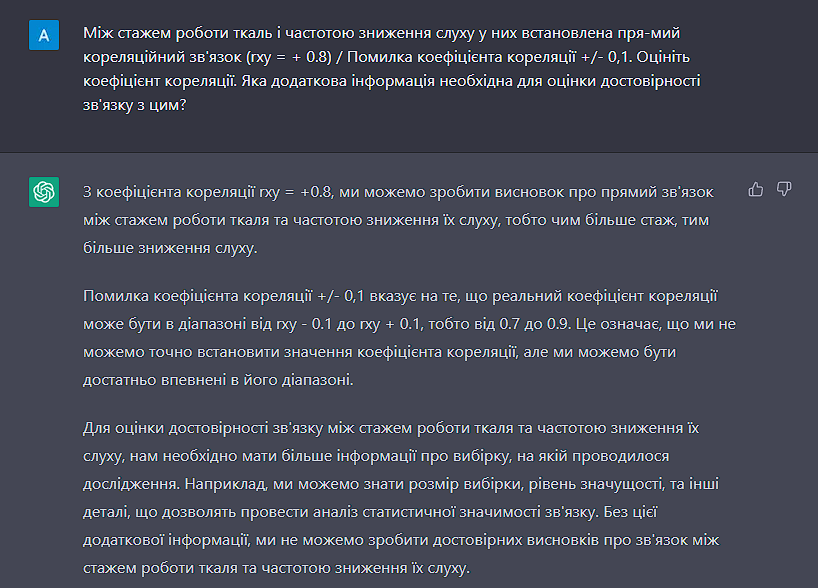 A
Між стажем роботи ткаль і частотою зниження слуху у них встановлена пря-мий
кореляційний зв'язок (rxy = + 0.8) / Помилка коефіцієнта кореляції +/- 0,1. Оцініть
коефіцієнт кореляції. Яка додаткова інформація необхідна для оцінки достовірності
зв'язку з цим?
З коефіцієнта кореляції rxy = +0.8, ми можемо зробити висновок про прямий зв'язок
між стажем роботи ткаля та частотою зниження їх слуху, тобто чим більше стаж, тим
більше зниження слуху.
Помилка коефіцієнта кореляції +/- 0,1 вказує на те, що реальний коефіцієнт кореляції
може бути в діапазоні від rxy - 0.1 до rxy + 0.1, тобто від 0.7 до 0.9. Це означає, що ми не
можемо точно встановити значення коефіцієнта кореляції, але ми можемо бути
достатньо впевнені в його діапазоні.
Для оцінки достовірності зв'язку між стажем роботи ткаля та частотою зниження їх
слуху, нам необхідно мати більше інформації про вибірку, на якій проводилося
дослідження. Наприклад, ми можемо знати розмір вибірки, рівень значущості, та інші
деталі, що дозволять провести аналіз статистичної значимості зв'язку. Без цієї
додаткової інформації, ми не можемо зробити достовірних висновків про зв'язок між
стажем роботи ткаля та частотою зниження їх слуху.